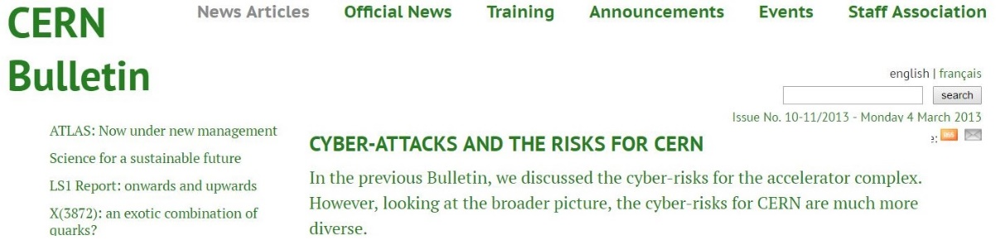 CERN
Bulletin
News Articles Official News Training Announcements Events Staff Association
english | français
search
Issue No. 10-11/2013 - Monday 4 March 2013
e:
ATLAS: Now under new management
Science for a sustainable future
LS1 Report: onwards and upwards
X(3872): an exotic combination of
quarks?
CYBER-ATTACKS AND THE RISKS FOR CERN
In the previous Bulletin, we discussed the cyber-risks for the accelerator complex.
However, looking at the broader picture, the cyber-risks for CERN are much more
diverse.